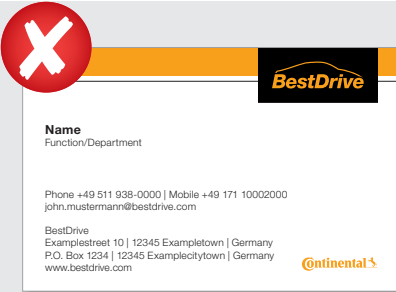 BestDrive
Name
Function/Department
Phone +49 511 938-0000 | Mobile +49 171 10002000
john.mustermann@bestdrive.com
BestDrive
Examplestreet 10 | 12345 Exampletown | Germany
P.O. Box 1234 | 12345 Examplecitytown | Germany
www.bestdrive.com
Continental